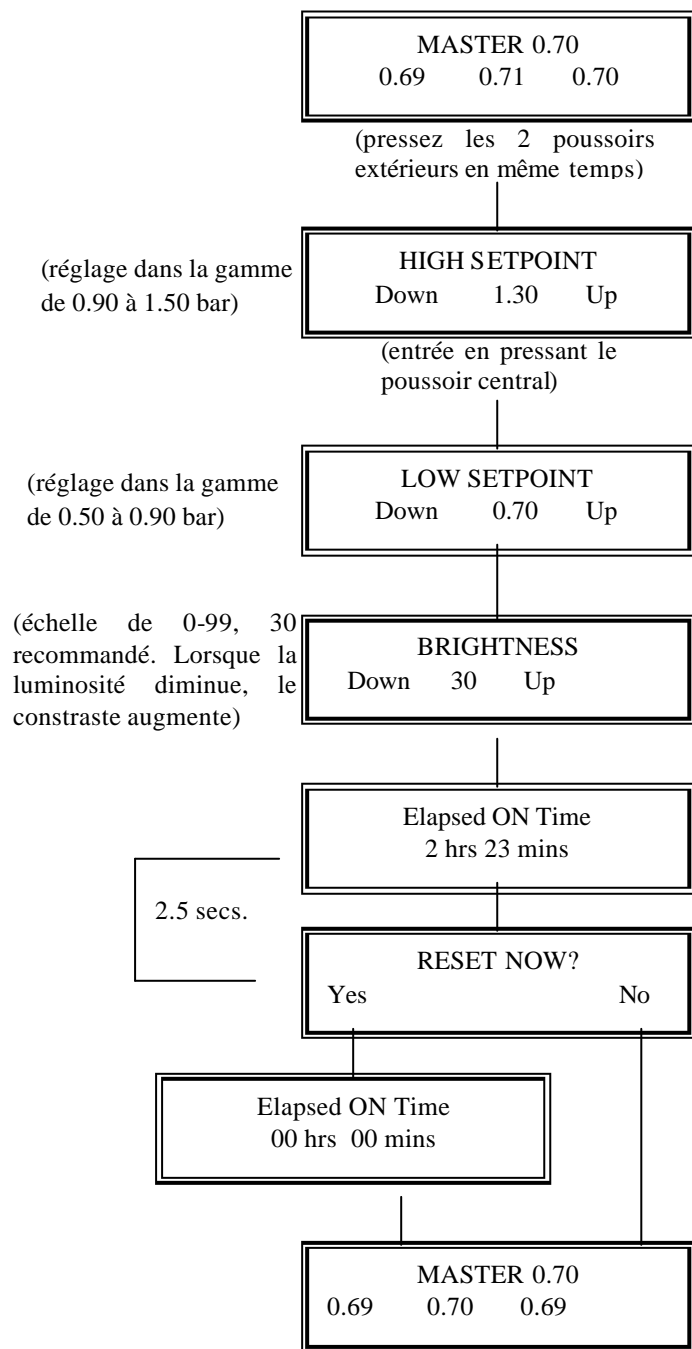 MASTER 0.70
0.69 0.71 0.70
(pressez les 2 poussoirs
extérieurs en même temps)
(réglage dans la gamme
de 0.90 à 1.50 bar)
HIGH SETPOINT
Down 1.30 Up
(entrée en pressant le
poussoir central)
(réglage dans la gamme
de 0.50 à 0.90 bar)
LOW SETPOINT
Down 0.70 Up
(échelle de 0-99, 30
recommandé. Lorsque la
luminosité diminue, le
constraste augmente)
BRIGHTNESS
Down 30 Up
Elapsed ON Time
2 hrs 23 mins
2.5 secs.
RESET NOW?
Yes No
Elapsed ON Time
00 hrs 00 mins
MASTER 0.70
0.69 0.70 0.69